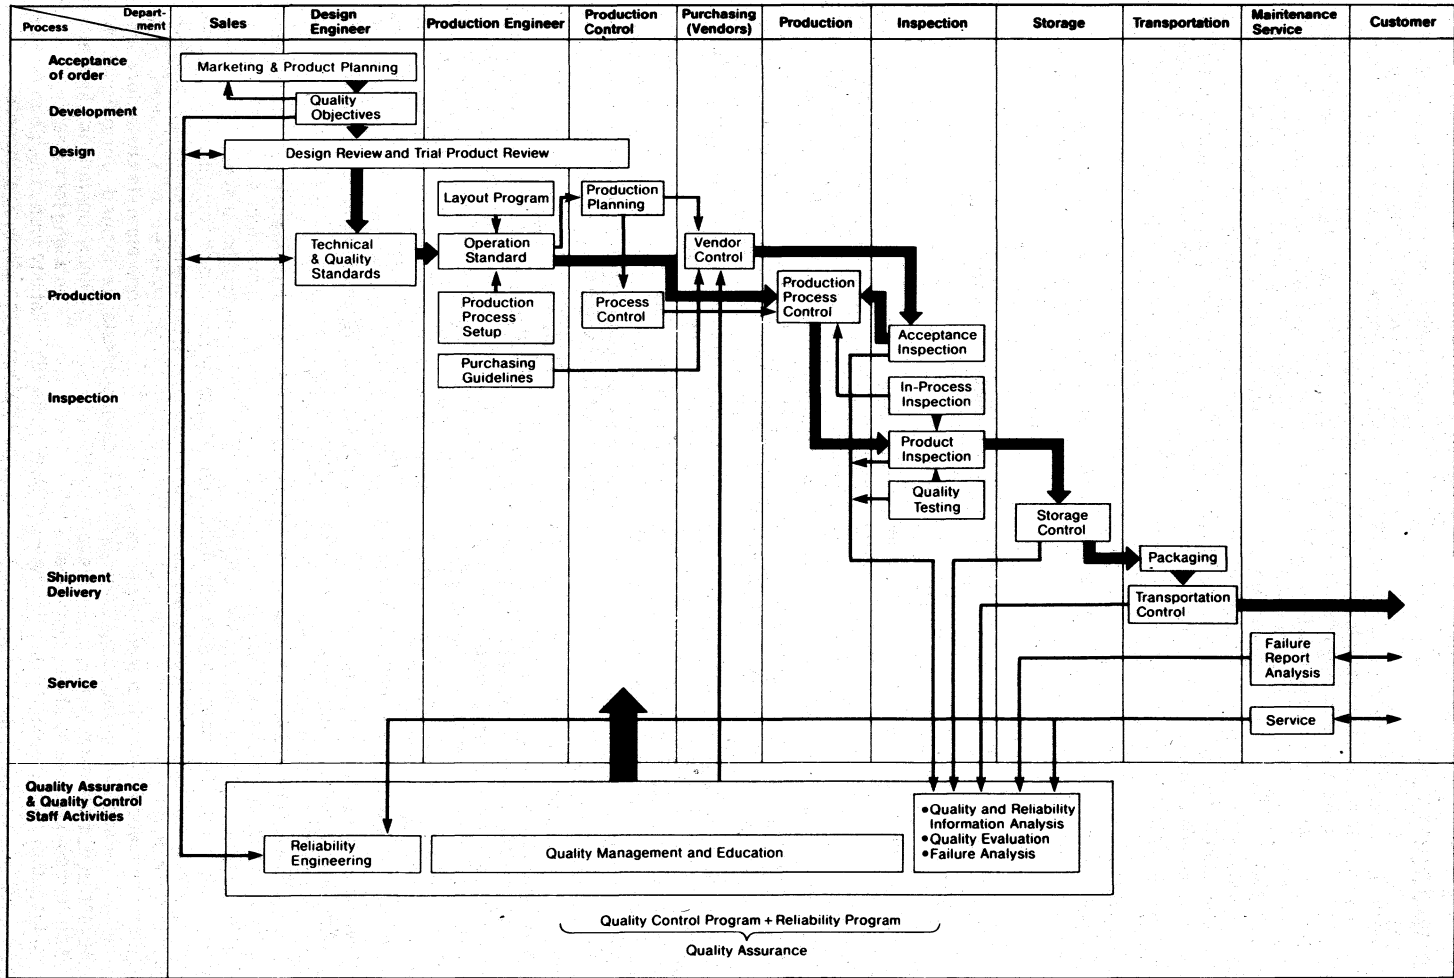 Process
Depart-
ment
Sales
Design
Engineer
Production Engineer
Production
Control
Purchasing
(Vendors)
Production
Inspection
Storage
Transportation
Maintenance
Service
Customer
Acceptance
of order
Marketing & Product Planning
Development
Quality
Objectives
Design
Design Review and Trial Product Review
Layout Program
Production
Planning
Technical
& Quality
Standards
Operation
Standard
Vendor
Control
Production
Production
Process
Setup
Process
Control
Production
Process
Control
Acceptance
Inspection
Purchasing
Guidelines
Inspection
In-Process
Inspection
Product
Inspection
Quality
Testing
Storage
Control
Packaging
Shipment
Delivery
Transportation
Control
Failure
Report
Analysis
Service
Service
Quality Assurance
& Quality Control
Staff Activities
Reliability
Engineering
Quality Management and Education
•Quality and Reliability
Information Analysis
•Quality Evaluation
•Failure Analysis
Quality Control Program + Reliability Program
Quality Assurance